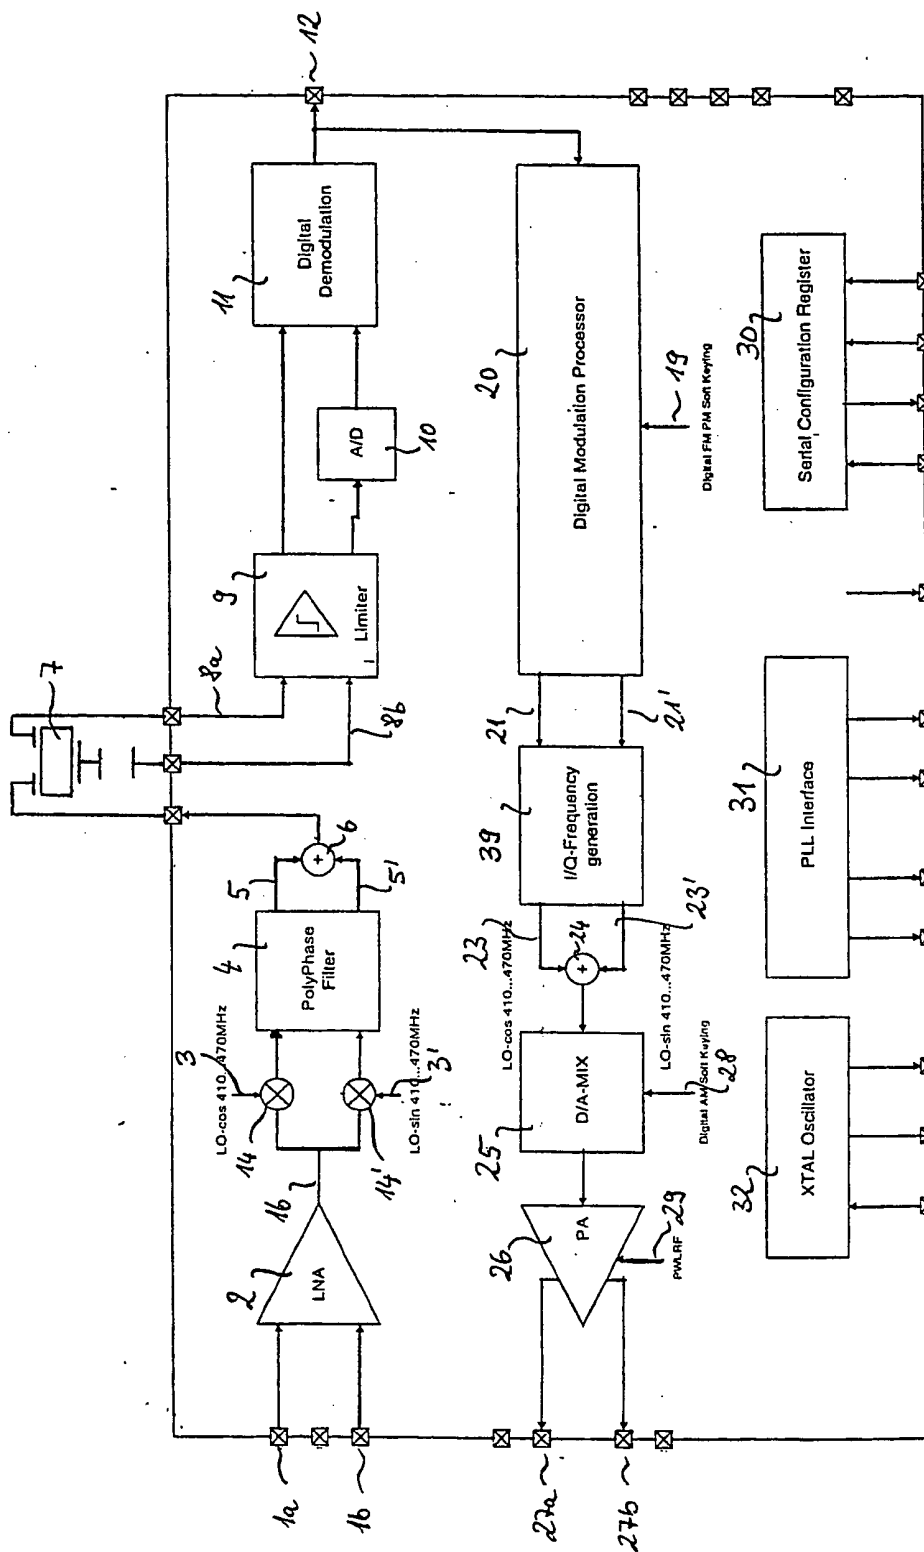 12
11
Digital
Demodulation
7
9
8a
8b
Limiter
A/D
10
6
5
5'
4
PolyPhase
Filter
3
LO-cos 410...470MHz
14
3'
LO-sin 410...470MHz
14'
2
LNA
16
1a
1b
20
Digital Modulation Processor
19
Digital FM PM Soft Keying
21
21'
39
I/Q-Frequency
generation
23
LO-cos 410...470MHz
24
23'
LO-sin 410...470MHz
25
D/A-MIX
28
Digital AM Soft Keying
26
PA
29
PWLRF
27a
27b
30
Serial Configuration Register
31
PLL Interface
32
XTAL Oscillator